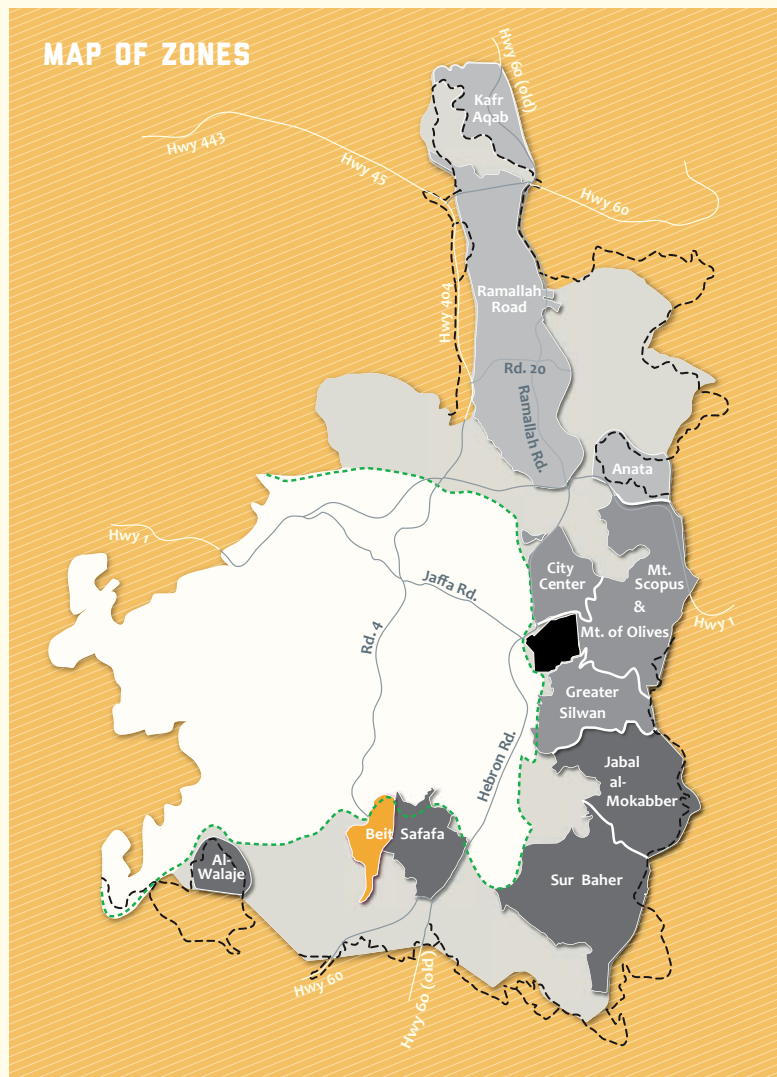 MAP OF ZONES
Hwy 60 (old)
Kafr
Aqab
Hwy 443
Hwy 45
Hwy 60
Hwy 404
Ramallah
Road
Rd. 20
Ramallah Rd.
Anata
Hwy 1
City
Center
Mt.
Scopus
&
Mt. of Olives
Jaffa Rd.
Hwy 1
Rd. 4
Greater
Silwan
Hebron Rd.
Jabal
al-
Mokabber
Beit Safafa
Al-
Walaje
Sur Baher
Hwy 60
Hwy 60 (old)